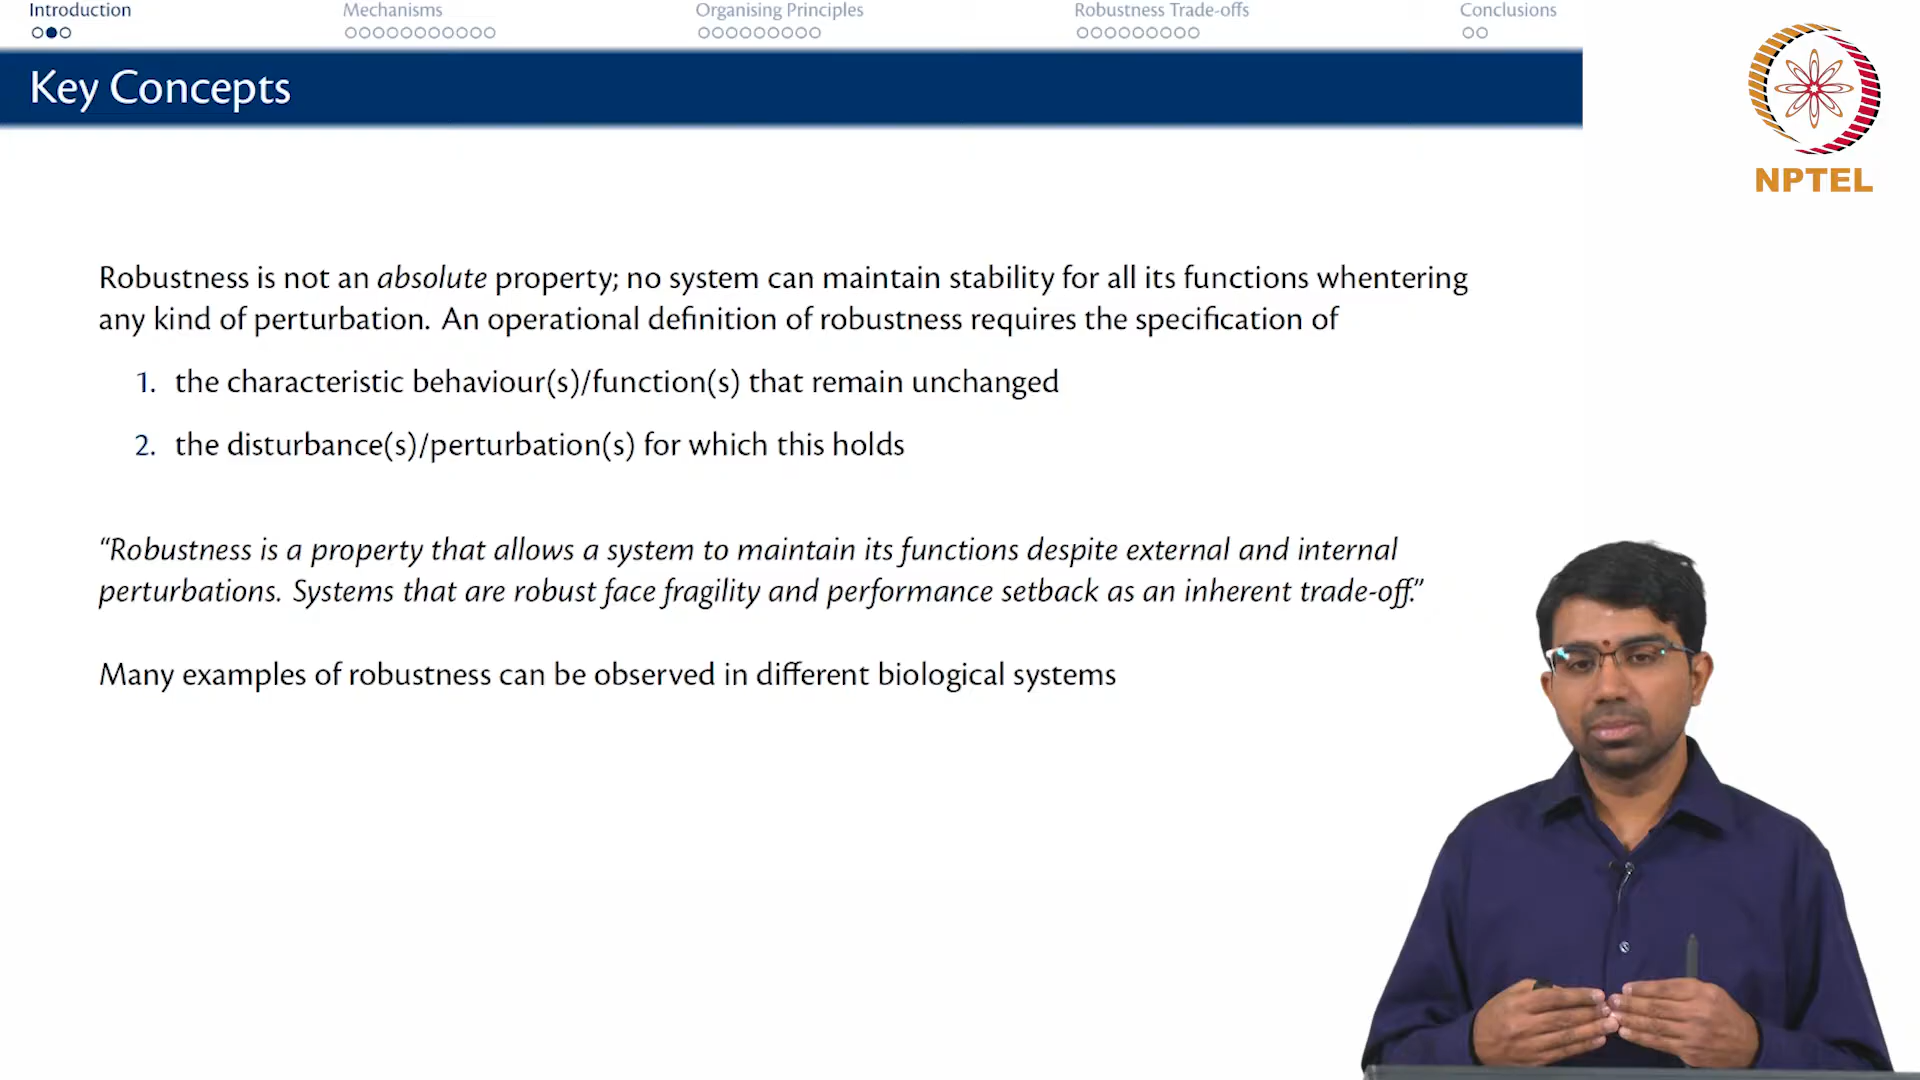 Introduction
Mechanisms
Organising Principles
Robustness Trade-offs
Conclusions
Key Concepts
NPTEL
Robustness is not an absolute property; no system can maintain stability for all its functions whentering
any kind of perturbation. An operational definition of robustness requires the specification of
1. the characteristic behaviour(s)/function(s) that remain unchanged
2. the disturbance(s)/perturbation(s) for which this holds
“Robustness is a property that allows a system to maintain its functions despite external and internal
perturbations. Systems that are robust face fragility and performance setback as an inherent trade-off.”
Many examples of robustness can be observed in different biological systems